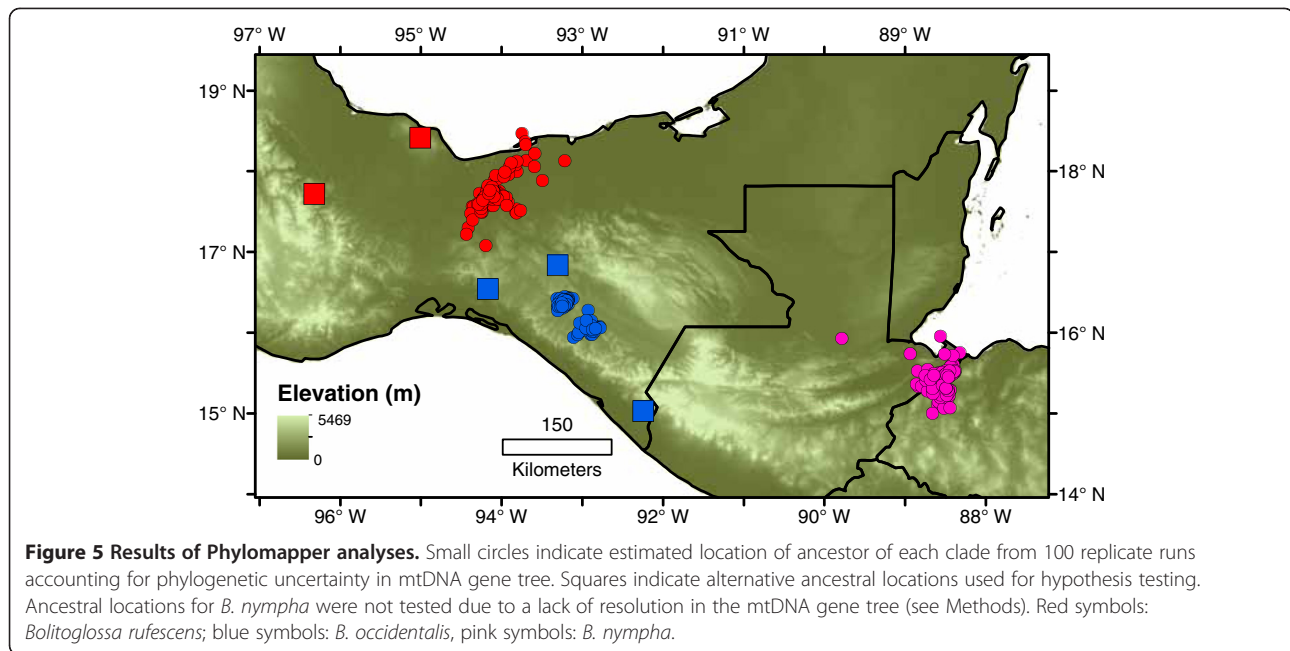 97° W 95° W 93° W 91° W 89° W
19° N
18° N
17° N
16° N
15° N
14° N
Elevation (m)
5469
0
150
Kilometers
96° W 94° W 92° W 90° W 88° W
Figure 5 Results of Phylomapper analyses. Small circles indicate estimated location of ancestor of each clade from 100 replicate runs
accounting for phylogenetic uncertainty in mtDNA gene tree. Squares indicate alternative ancestral locations used for hypothesis testing.
Ancestral locations for B. nympha were not tested due to a lack of resolution in the mtDNA gene tree (see Methods). Red symbols:
Bolitoglossa rufescens; blue symbols: B. occidentalis, pink symbols: B. nympha.